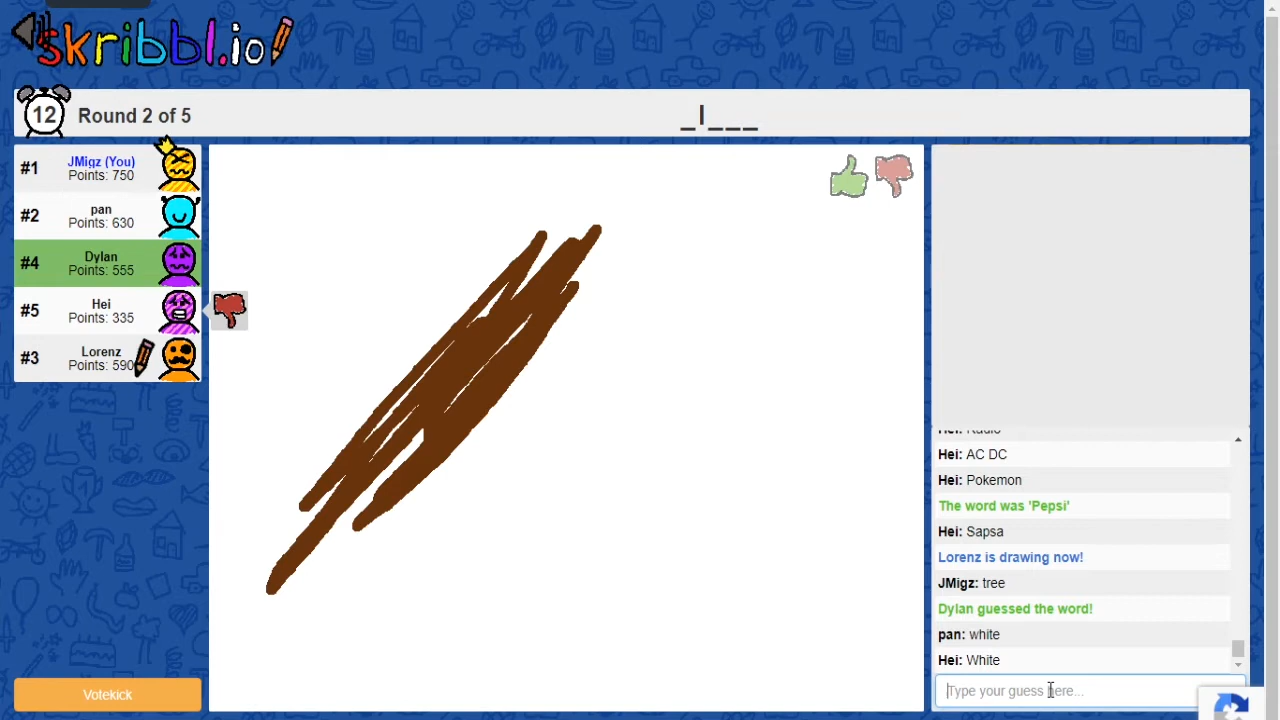 skribbl.io
12
Round 2 of 5
_l___
#1
JMigz (You)
Points: 750
#2
pan
Points: 630
#4
Dylan
Points: 555
#5
Hei
Points: 335
#3
Lorenz
Points: 590
Votekick
Hei: Radio
Hei: AC DC
Hei: Pokemon
The word was 'Pepsi'
Hei: Sapsa
Lorenz is drawing now!
JMigz: tree
Dylan guessed the word!
pan: white
Hei: White
Type your guess here...